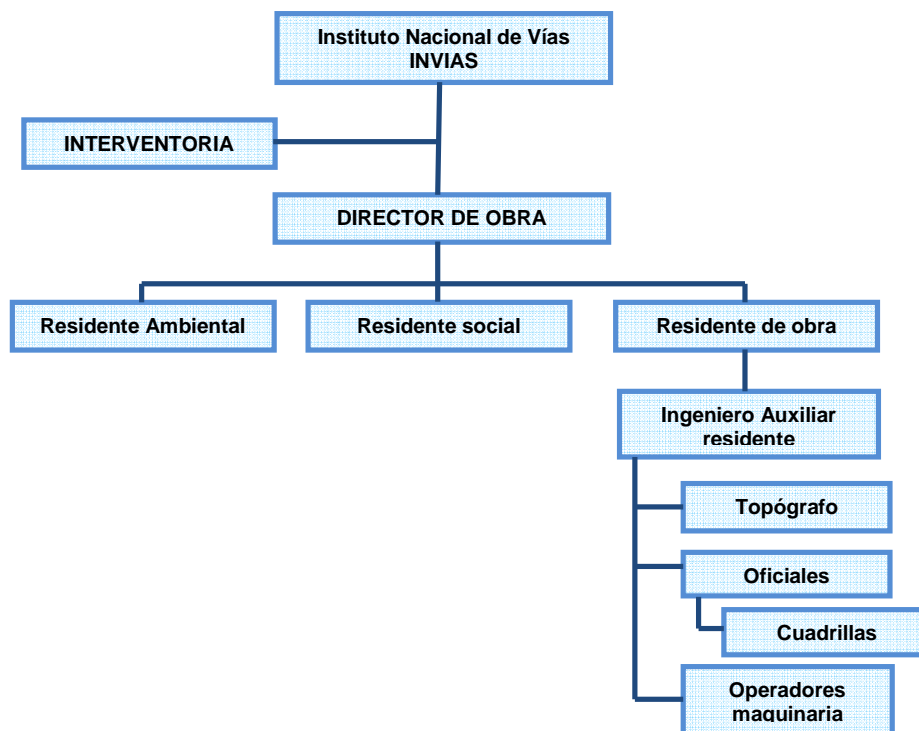 Instituto Nacional de Vías
INVIAS
INTERVENTORIA
DIRECTOR DE OBRA
Residente Ambiental
Residente social
Residente de obra
Ingeniero Auxiliar
residente
Topógrafo
Oficiales
Cuadrillas
Operadores
maquinaria